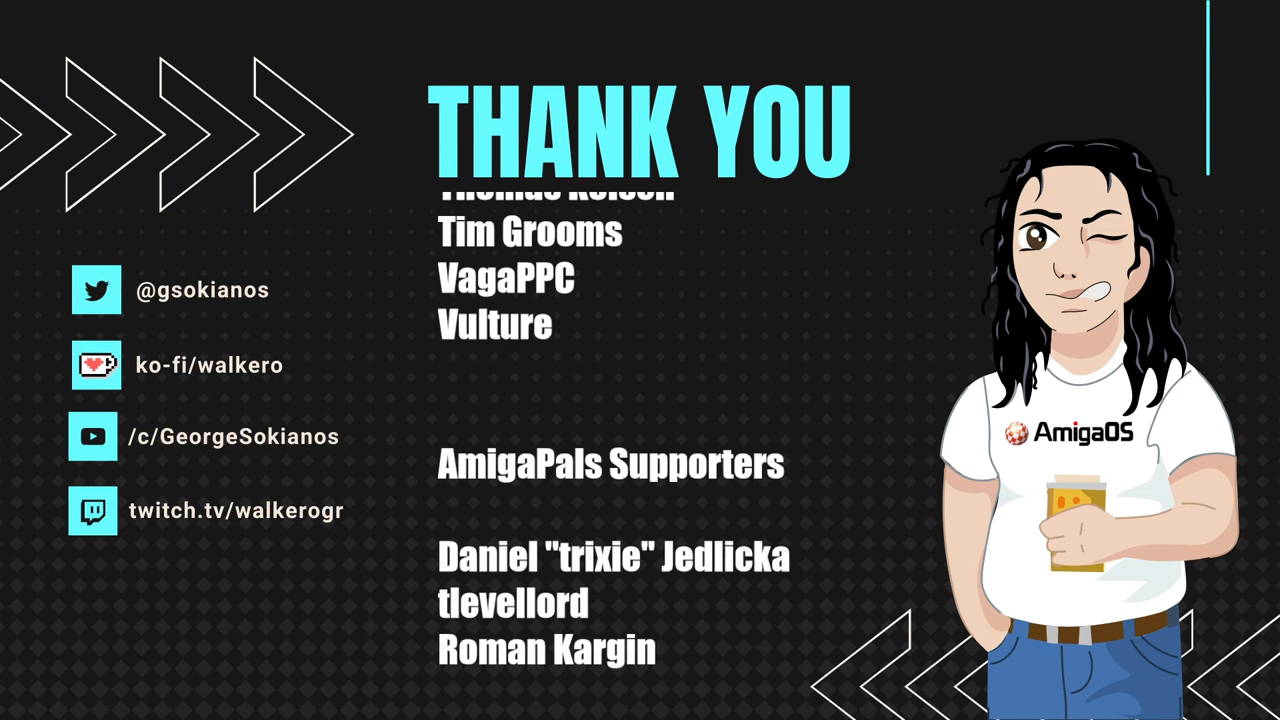 THANK YOU
Tim Grooms
VagaPPC
Vulture
AmigaPals Supporters
Daniel "trixie" Jedlicka
tlevellord
Roman Kargin
@gsokianos
ko-fi/walkero
/c/GeorgeSokianos
twitch.tv/walkerogr
AmigaOS